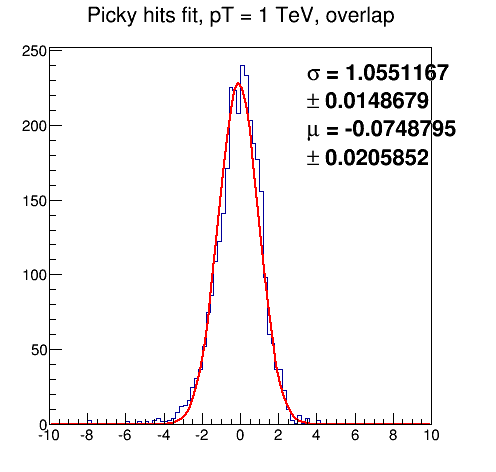 Picky hits fit, pT = 1 TeV, overlap
σ = 1.0551167
± 0.0148679
μ = -0.0748795
± 0.0205852
250
200
150
100
50
0
-10 -8 -6 -4 -2 0 2 4 6 8 10